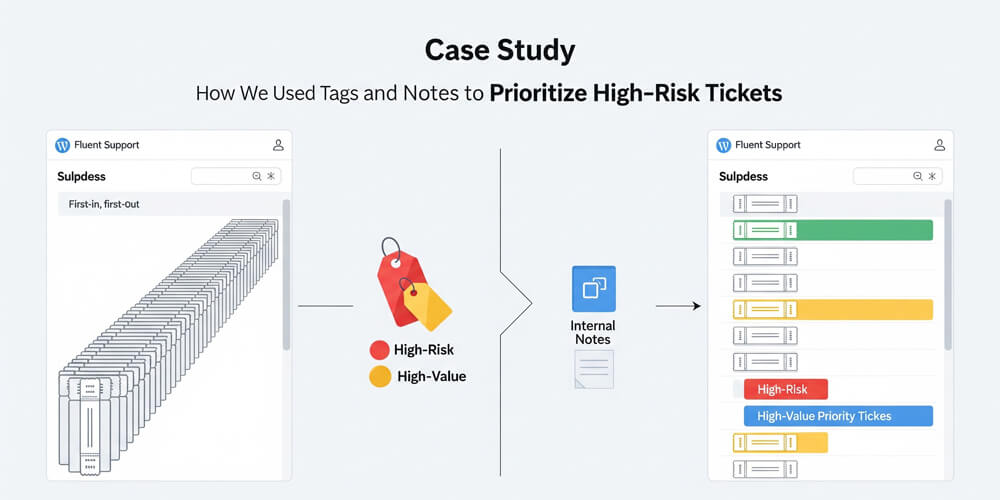 Case Study
How We Used Tags and Notes to Prioritize High-Risk Tickets
Fluent Support
Sulpdess
First-in, first-out
High-Risk
High-Value
Internal
Notes
Fluent Support
Sulpdess
High-Risk
High-Value Priority Tickes